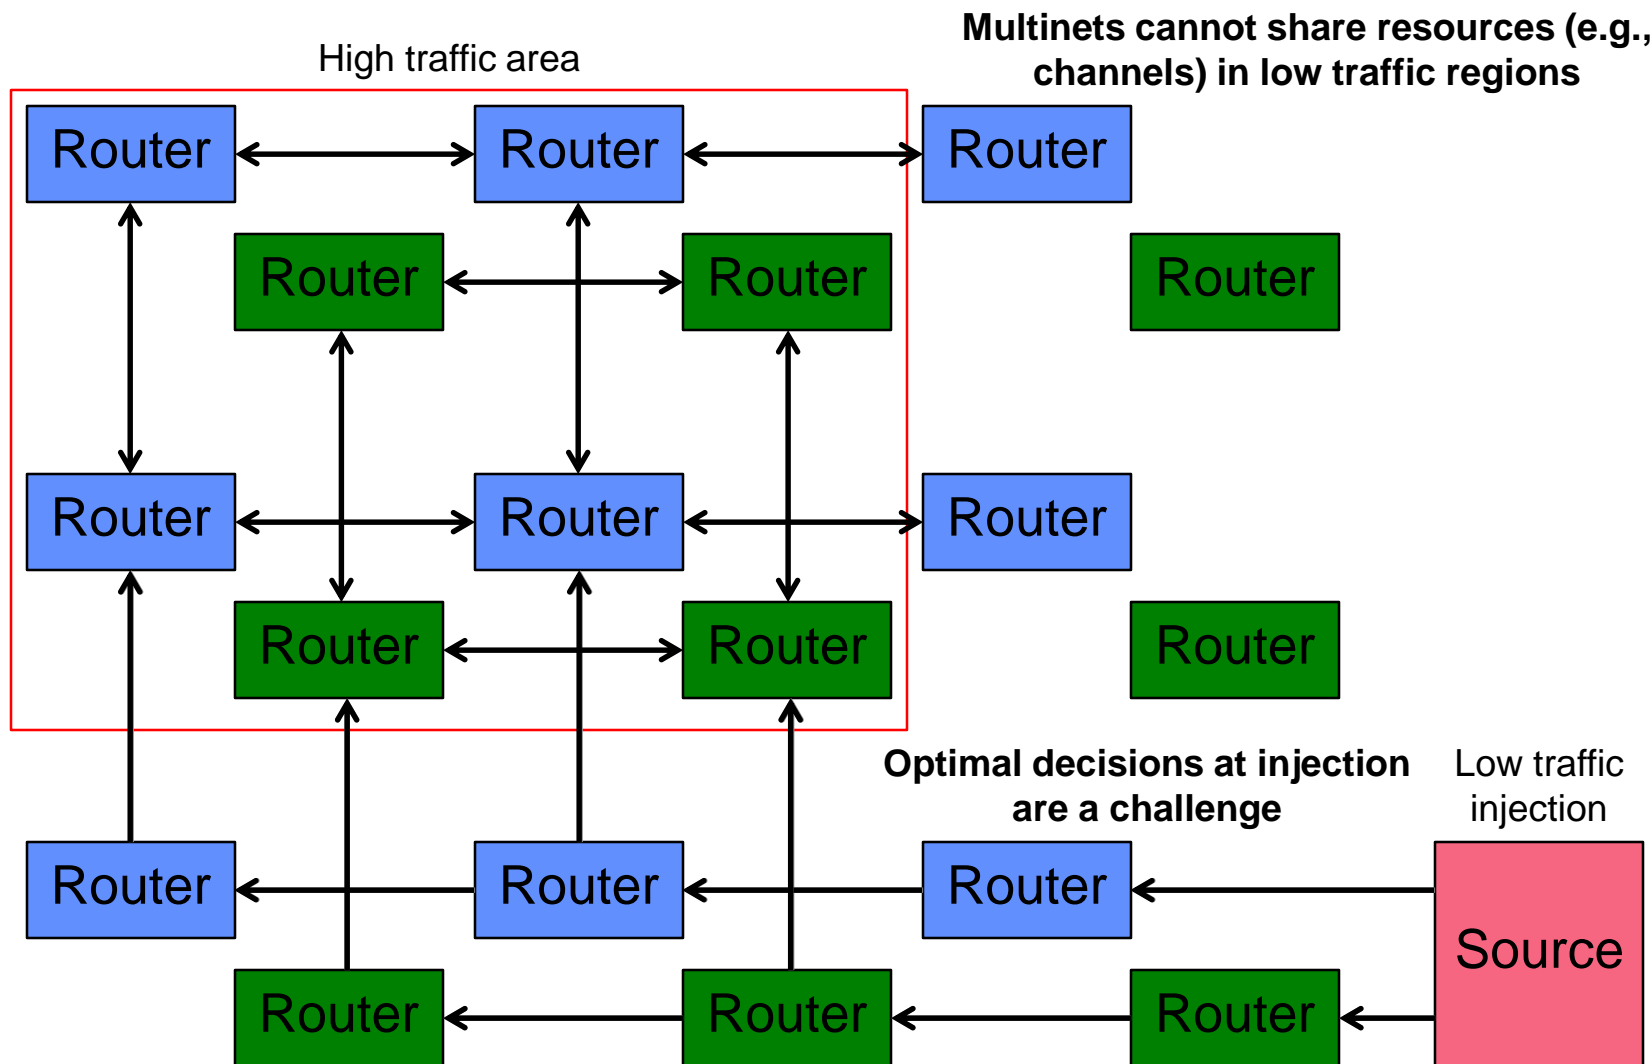 Multinets cannot share resources (e.g.,
channels) in low traffic regions
High traffic area
Router Router Router
Router Router Router
Router Router Router
Router Router Router
Optimal decisions at injection
are a challenge
Low traffic
injection
Router Router Router
Source
Router Router Router